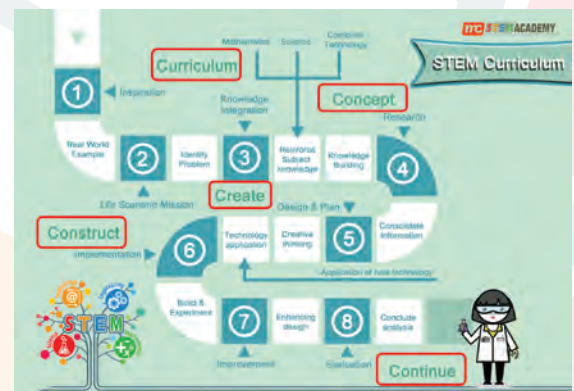 mc STEM ACADEMY
STEM Curriculum
Mathematics
Science
Computer
Technology
Curriculum
1
Inspiration
Knowledge
Integration
Concept
Research
Real World
Example
2
Identify
Problem
3
Reinforce
Subject
knowledge
Knowledge
Building
4
Life Scenario Mission
Create
Design & Plan
Construct
Implementation
6
Technology
application
Creative
thinking
5
Consolidate
Information
Application of new technology
Build &
Experiment
7
Enhancing
design
8
Conclude
analysis
STEM
Improvement
Evaluation
Continue